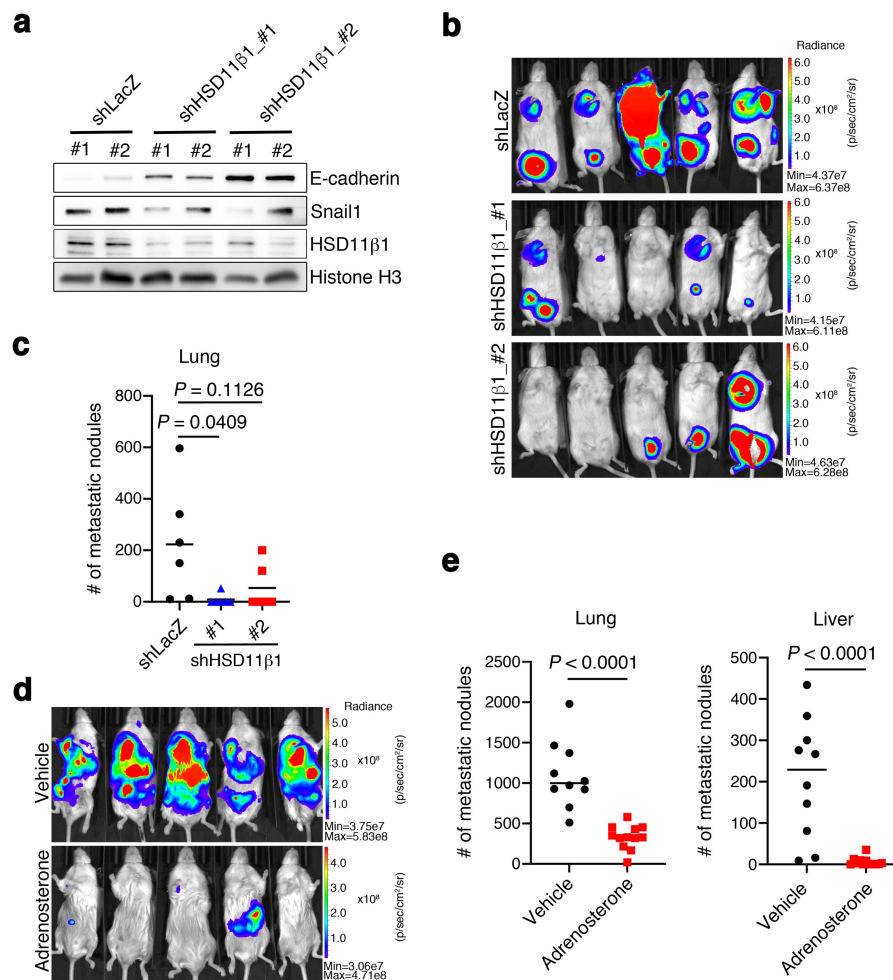 a
shLacZ
shHSD11β1_#1
shHSD11β1_#2
#1 #2 #1 #2 #1 #2
E-cadherin
Snail1
HSD11β1
Histone H3
b
Radiance
shLacZ
6.0
5.0
4.0
3.0
2.0
1.0
x10⁸
(p/sec/cm²/sr)
Min=4.37e7
Max=6.37e8
shHSD11β1_#1
6.0
5.0
4.0
3.0
2.0
1.0
x10⁸
(p/sec/cm²/sr)
Min=4.15e7
Max=6.11e8
shHSD11β1_#2
6.0
5.0
4.0
3.0
2.0
1.0
x10⁸
(p/sec/cm²/sr)
Min=4.63e7
Max=6.28e8
c
Lung
P = 0.1126
P = 0.0409
# of metastatic nodules
800
600
400
200
0
shLacZ
#1
#2
shHSD11β1
d
Radiance
Vehicle
5.0
4.0
3.0
2.0
1.0
x10⁸
(p/sec/cm²/sr)
Min=3.75e7
Max=5.83e8
Adrenosterone
4.0
3.0
2.0
1.0
x10⁸
(p/sec/cm²/sr)
Min=3.06e7
Max=4.71e8
e
Lung
P < 0.0001
# of metastatic nodules
2500
2000
1500
1000
500
0
Vehicle
Adrenosterone
Liver
P < 0.0001
# of metastatic nodules
500
400
300
200
100
0
Vehicle
Adrenosterone